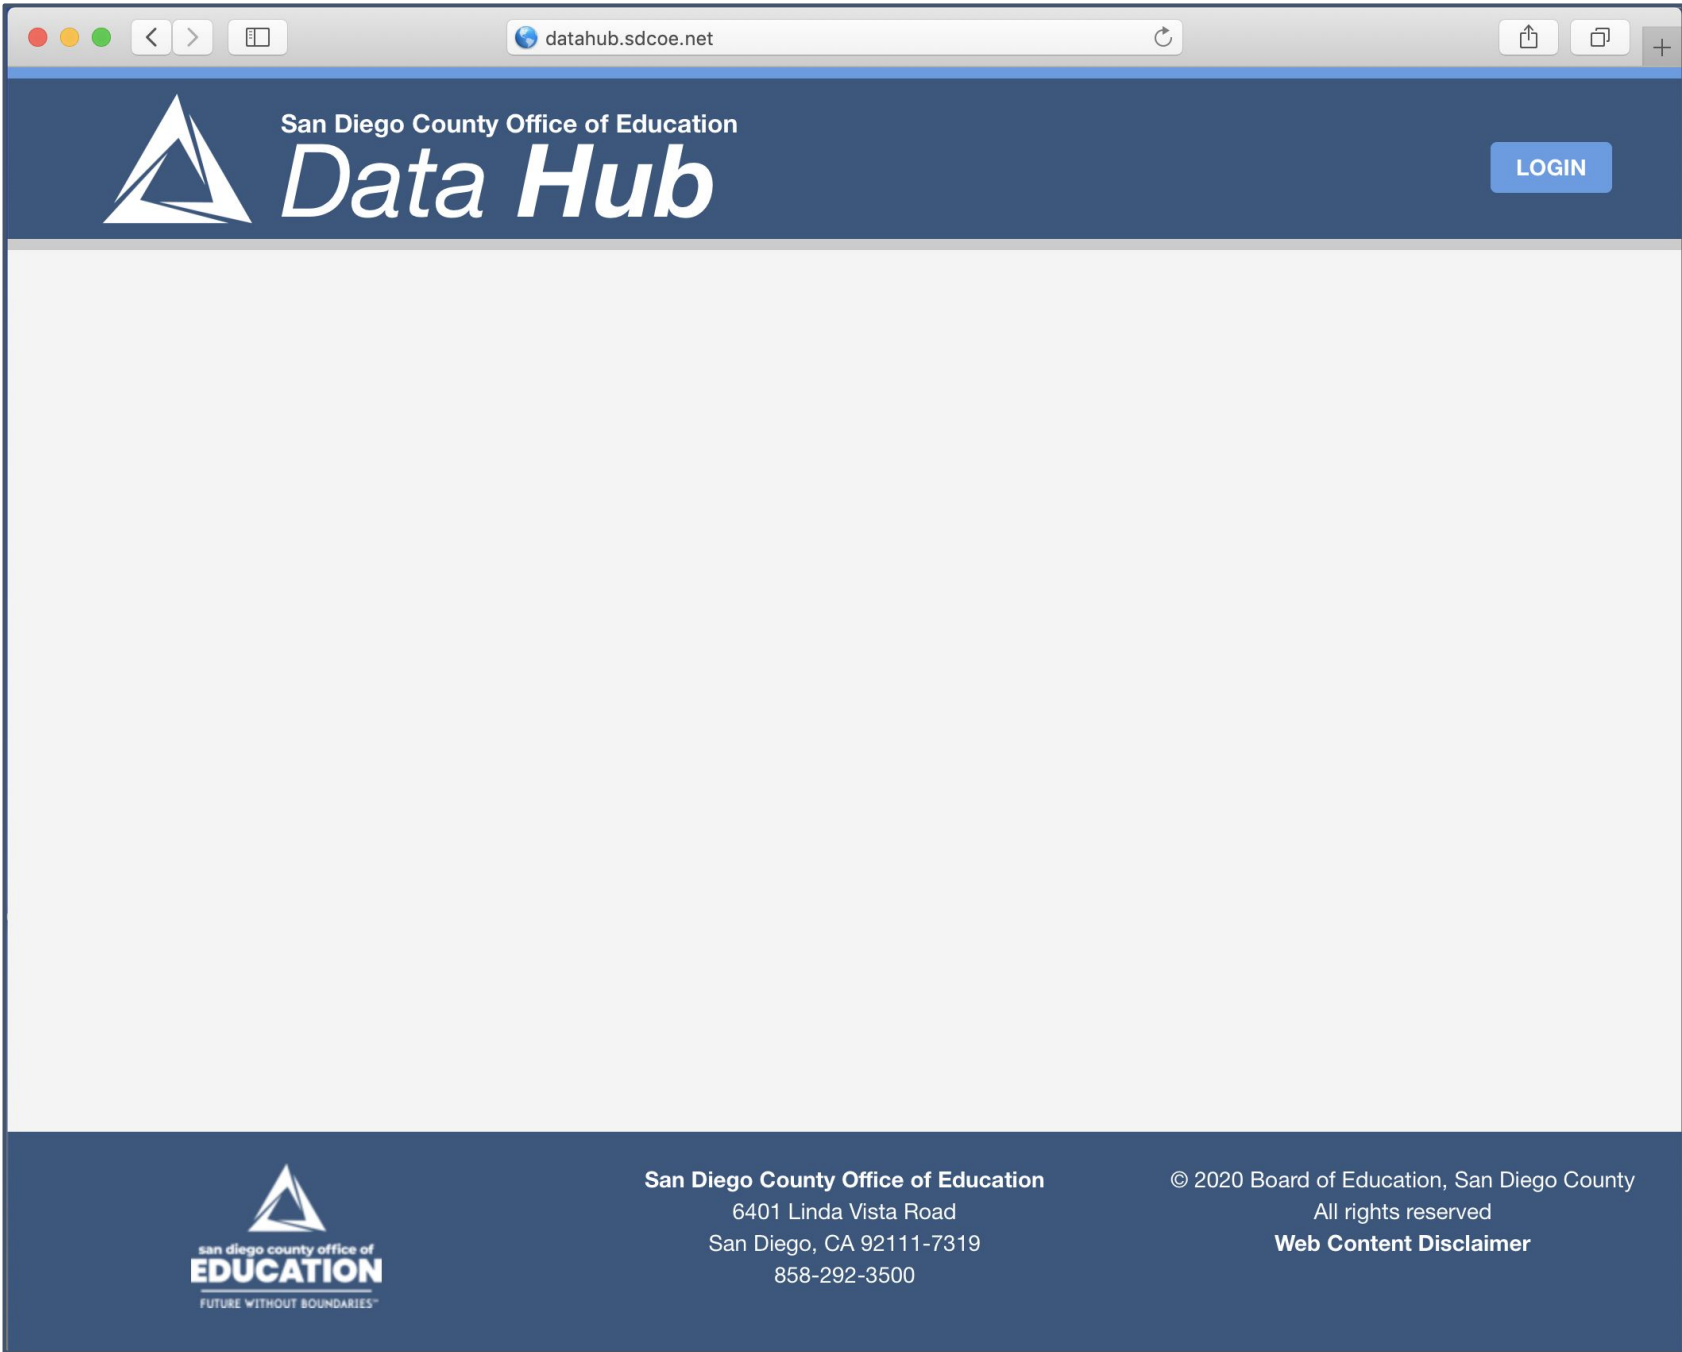 datahub.sdcoe.net
San Diego County Office of Education
Data Hub
LOGIN
san diego county office of
EDUCATION
FUTURE WITHOUT BOUNDARIES™
San Diego County Office of Education
6401 Linda Vista Road
San Diego, CA 92111-7319
858-292-3500
© 2020 Board of Education, San Diego County
All rights reserved
Web Content Disclaimer